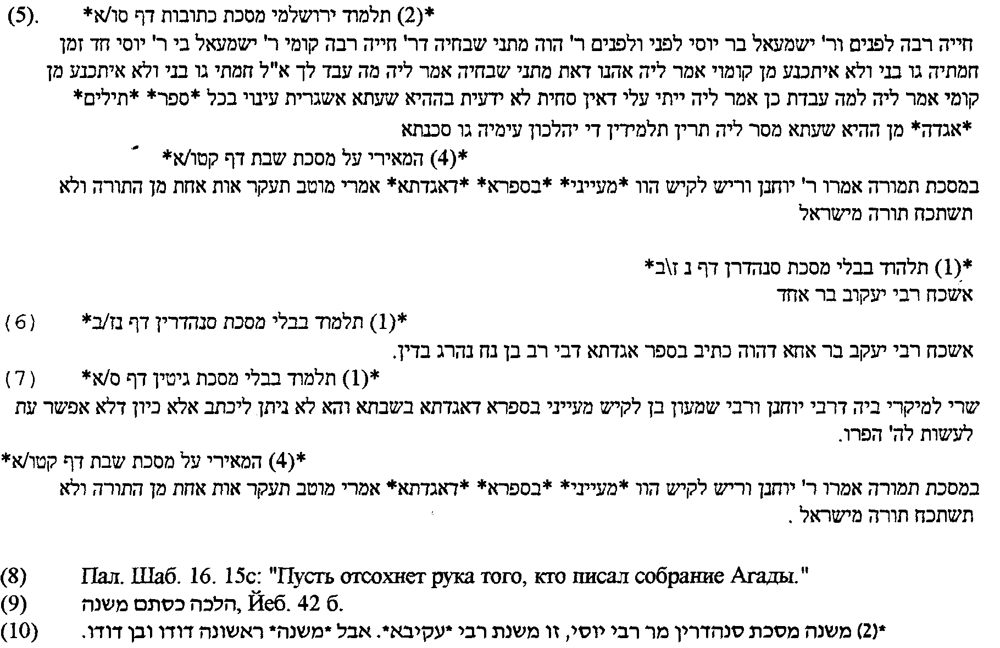 (5). *(2) תלמוד ירושלמי מסכת כתובות דף סו/א*
חייה רבה לפנים ור' ישמעאל בר יוסי לפני ולפנים ר' הוה מתני שבחיה דר' חייה רבה קומי ר' ישמעאל בי ר' יוסי חד זמן
חמתיה גו בני ולא איתכנע מן קומוי אמר ליה אהנו דאת מתני שבחיה אמר ליה מה עבד לך א"ל חמתי גו בני ולא איתכנע מן
קומי אמר ליה למה עבדת כן אמר ליה ייתי עלי דאין סחית לא ידעית בההיא שעתא אשגרית עינוי בכל *ספר* *תילים*
*אגדה* מן ההיא שעתא מסר ליה תרין תלמידין די יהלכון עימיה גו סכנתא
*(4) המאירי על מסכת שבת דף קטו/א*
במסכת תמורה אמרו ר' יוחנן וריש לקיש הוו *מעייני* *בספרא* *דאגדתא* אמרי מוטב תעקר אות אחת מן התורה ולא
תשתכח תורה מישראל
*(1) תלהוד בבלי מסכת סנהדרן דף נ ז\ב*
אשכח רבי יעקוב בר אחד
(6) *(1) תלמוד בבלי מסכת סנהדרין דף נז/ב*
אשכח רבי יעקב בר אחא דהוה כתיב בספר אגדתא דבי רב בן נח נהרג בדין.
(7) *(1) תלמוד בבלי מסכת גיטין דף ס/א*
שרי למיקרי ביה דרבי יוחנן ורבי שמעון בן לקיש מעייני בספרא דאגדתא בשבתא והא לא ניתן ליכתב אלא כיון דלא אפשר עת
לעשות לה' הפרו.
*(4) המאירי על מסכת שבת דף קטו/א*
במסכת תמורה אמרו ר' יוחנן וריש לקיש הוו *מעייני* *בספרא* *דאגדתא* אמרי מוטב תעקר אות אחת מן התורה ולא
תשתכח תורה מישראל .
(8) Пал. Шаб. 16. 15с: "Пусть отсохнет рука того, кто писал собрание Агады."
(9) הלכה כסתם משנה, Йеб. 42 б.
(10) *(2) משנה מסכת סנהדרין מר רבי יוסי, זו משנת רבי *עקיבא*. אבל *משנה* ראשונה דודו ובן דודו.